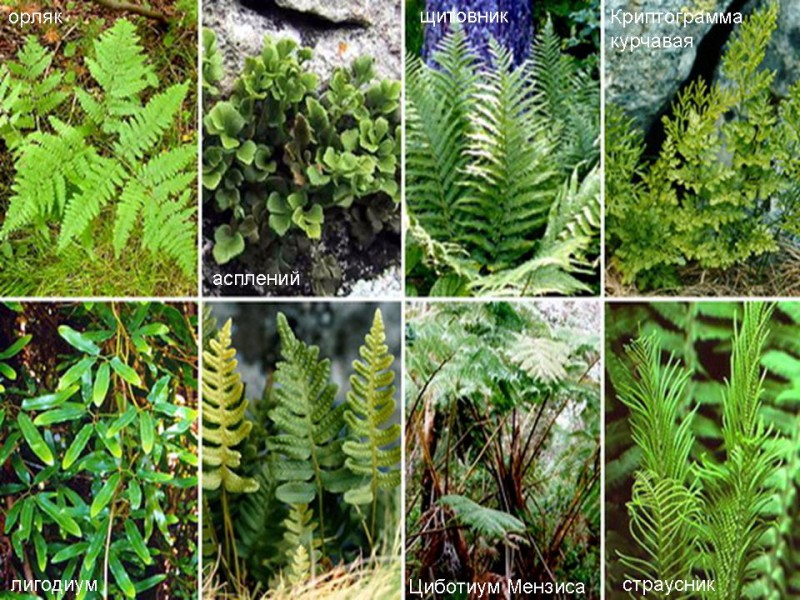 орляк
щитовник
Криптограмма
курчавая
асплений
лигодиум
Циботиум Мензиса
страусник